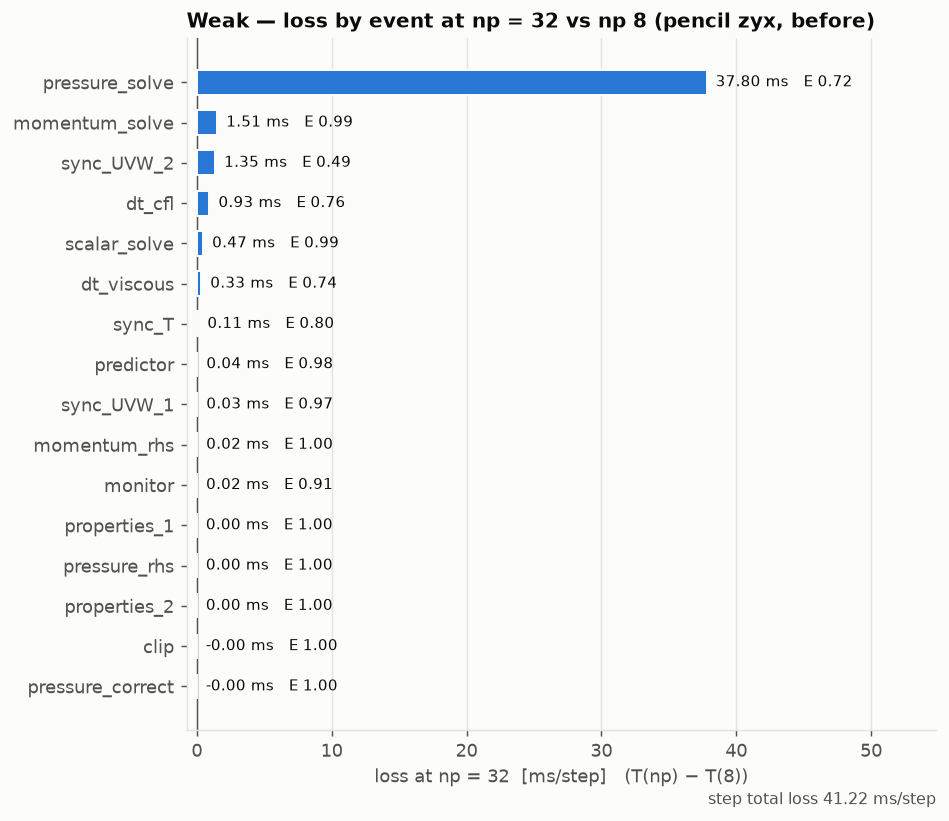 Weak — loss by event at np = 32 vs np 8 (pencil zyx, before)
pressure_solve 37.80 ms E 0.72
momentum_solve 1.51 ms E 0.99
sync_UVW_2 1.35 ms E 0.49
dt_cfl 0.93 ms E 0.76
scalar_solve 0.47 ms E 0.99
dt_viscous 0.33 ms E 0.74
sync_T 0.11 ms E 0.80
predictor 0.04 ms E 0.98
sync_UVW_1 0.03 ms E 0.97
momentum_rhs 0.02 ms E 1.00
monitor 0.02 ms E 0.91
properties_1 0.00 ms E 1.00
pressure_rhs 0.00 ms E 1.00
properties_2 0.00 ms E 1.00
clip -0.00 ms E 1.00
pressure_correct -0.00 ms E 1.00
0 10 20 30 40 50
loss at np = 32 [ms/step] (T(np) − T(8))
step total loss 41.22 ms/step